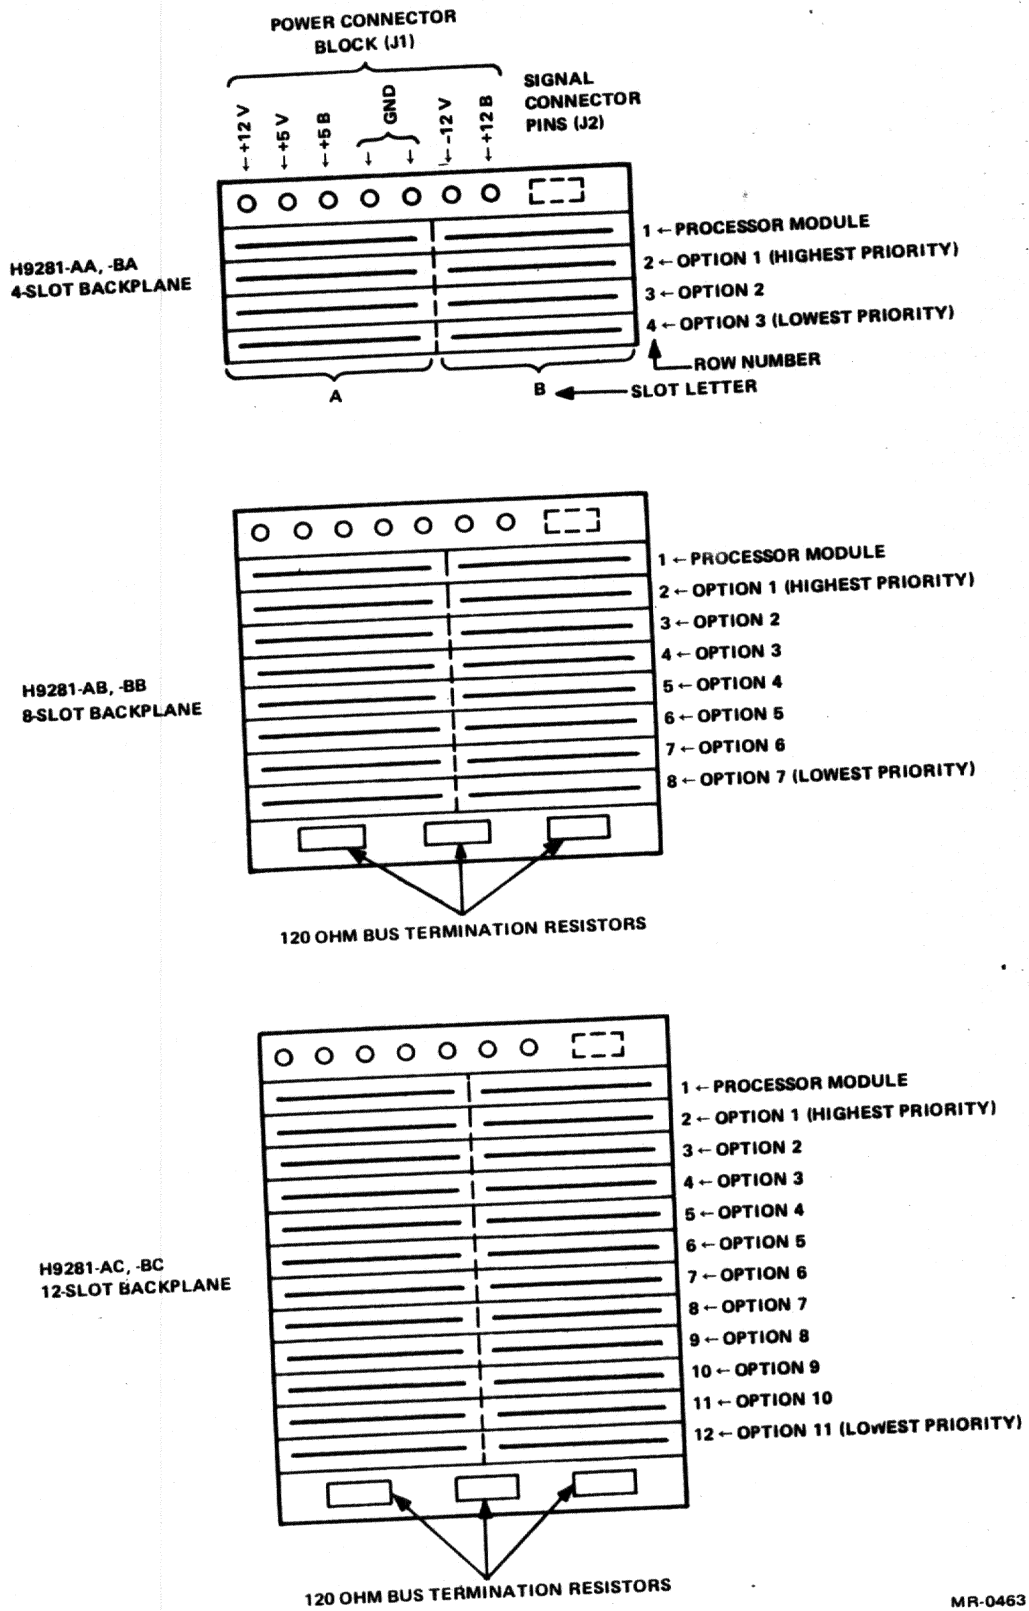 POWER CONNECTOR
BLOCK (J1)
←+12 V
←+5 V
←+5 B
GND
←-12 V
←+12 B
SIGNAL
CONNECTOR
PINS (J2)
H9281-AA, -BA
4-SLOT BACKPLANE
1 ← PROCESSOR MODULE
2 ← OPTION 1 (HIGHEST PRIORITY)
3 ← OPTION 2
4 ← OPTION 3 (LOWEST PRIORITY)
ROW NUMBER
A
B
SLOT LETTER
H9281-AB, -BB
8-SLOT BACKPLANE
1 ← PROCESSOR MODULE
2 ← OPTION 1 (HIGHEST PRIORITY)
3 ← OPTION 2
4 ← OPTION 3
5 ← OPTION 4
6 ← OPTION 5
7 ← OPTION 6
8 ← OPTION 7 (LOWEST PRIORITY)
120 OHM BUS TERMINATION RESISTORS
H9281-AC, -BC
12-SLOT BACKPLANE
1 ← PROCESSOR MODULE
2 ← OPTION 1 (HIGHEST PRIORITY)
3 ← OPTION 2
4 ← OPTION 3
5 ← OPTION 4
6 ← OPTION 5
7 ← OPTION 6
8 ← OPTION 7
9 ← OPTION 8
10 ← OPTION 9
11 ← OPTION 10
12 ← OPTION 11 (LOWEST PRIORITY)
120 OHM BUS TERMINATION RESISTORS
MR-0463